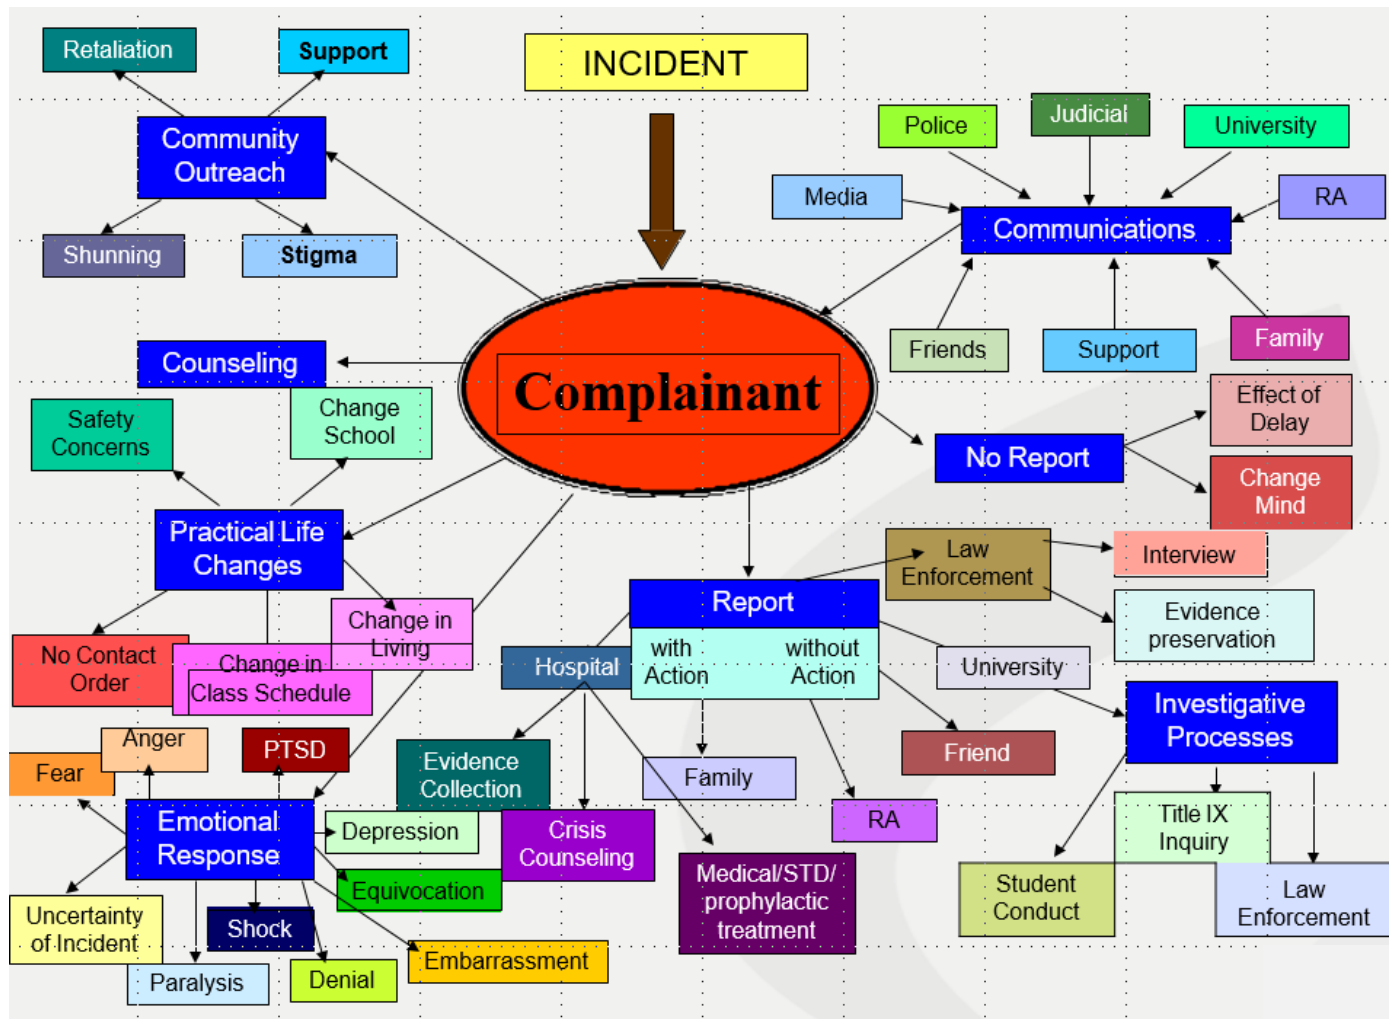 INCIDENT
Retaliation
Support
Community
Outreach
Shunning
Stigma
Police
Judicial
University
Media
RA
Communications
Friends
Support
Family
Complainant
Counseling
Safety
Concerns
Change
School
Practical Life
Changes
No Contact
Order
Change in
Class Schedule
Change in
Living
No Report
Effect of
Delay
Change
Mind
Report
with
Action
without
Action
Law
Enforcement
Interview
Evidence
preservation
Hospital
University
Evidence
Collection
Crisis
Counseling
Medical/STD/
prophylactic
treatment
Family
RA
Friend
Investigative
Processes
Student
Conduct
Title IX
Inquiry
Law
Enforcement
Anger
PTSD
Fear
Emotional
Response
Depression
Equivocation
Uncertainty
of Incident
Shock
Embarrassment
Paralysis
Denial